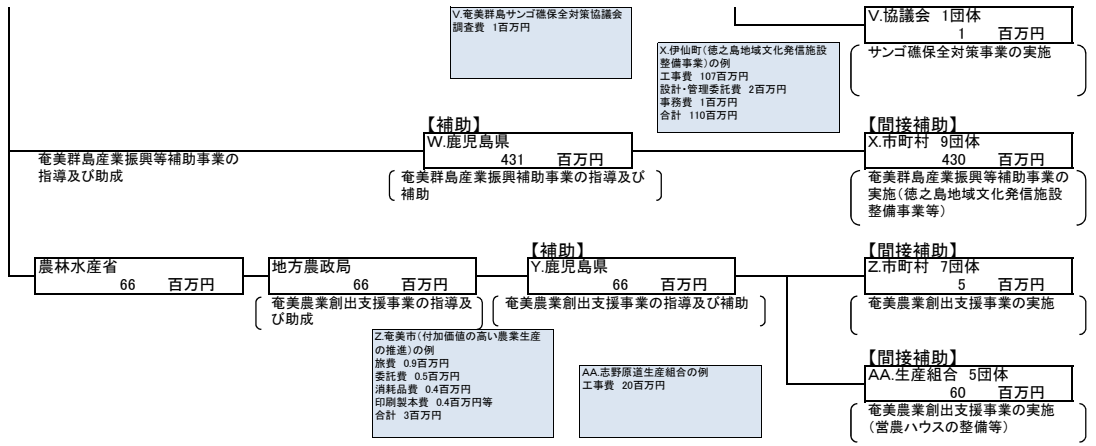 V.奄美群島サンゴ礁保全対策協議会
調査費 1百万円
V.協議会 1団体
1 百万円
サンゴ礁保全対策事業の実施
X.伊仙町(徳之島地域文化発信施設
整備事業)の例
工事費 107百万円
設計・管理委託費 2百万円
事務費 1百万円
合計 110百万円
【補助】
W.鹿児島県
431 百万円
奄美群島産業振興補助事業の指導及び
補助
【間接補助】
X.市町村 9団体
430 百万円
奄美群島産業振興等補助事業の
実施(徳之島地域文化発信施設
整備事業等)
奄美群島産業振興等補助事業の
指導及び助成
農林水産省
66 百万円
地方農政局
66 百万円
奄美農業創出支援事業の指導及
び助成
【補助】
Y.鹿児島県
66 百万円
奄美農業創出支援事業の指導及び補助
【間接補助】
Z.市町村 7団体
5 百万円
奄美農業創出支援事業の実施
Z.奄美市(付加価値の高い農業生産
の推進)の例
旅費 0.9百万円
委託費 0.5百万円
消耗品費 0.4百万円
印刷製本費 0.4百万円等
合計 3百万円
AA.志野原道生産組合の例
工事費 20百万円
【間接補助】
AA.生産組合 5団体
60 百万円
奄美農業創出支援事業の実施
(営農ハウスの整備等)